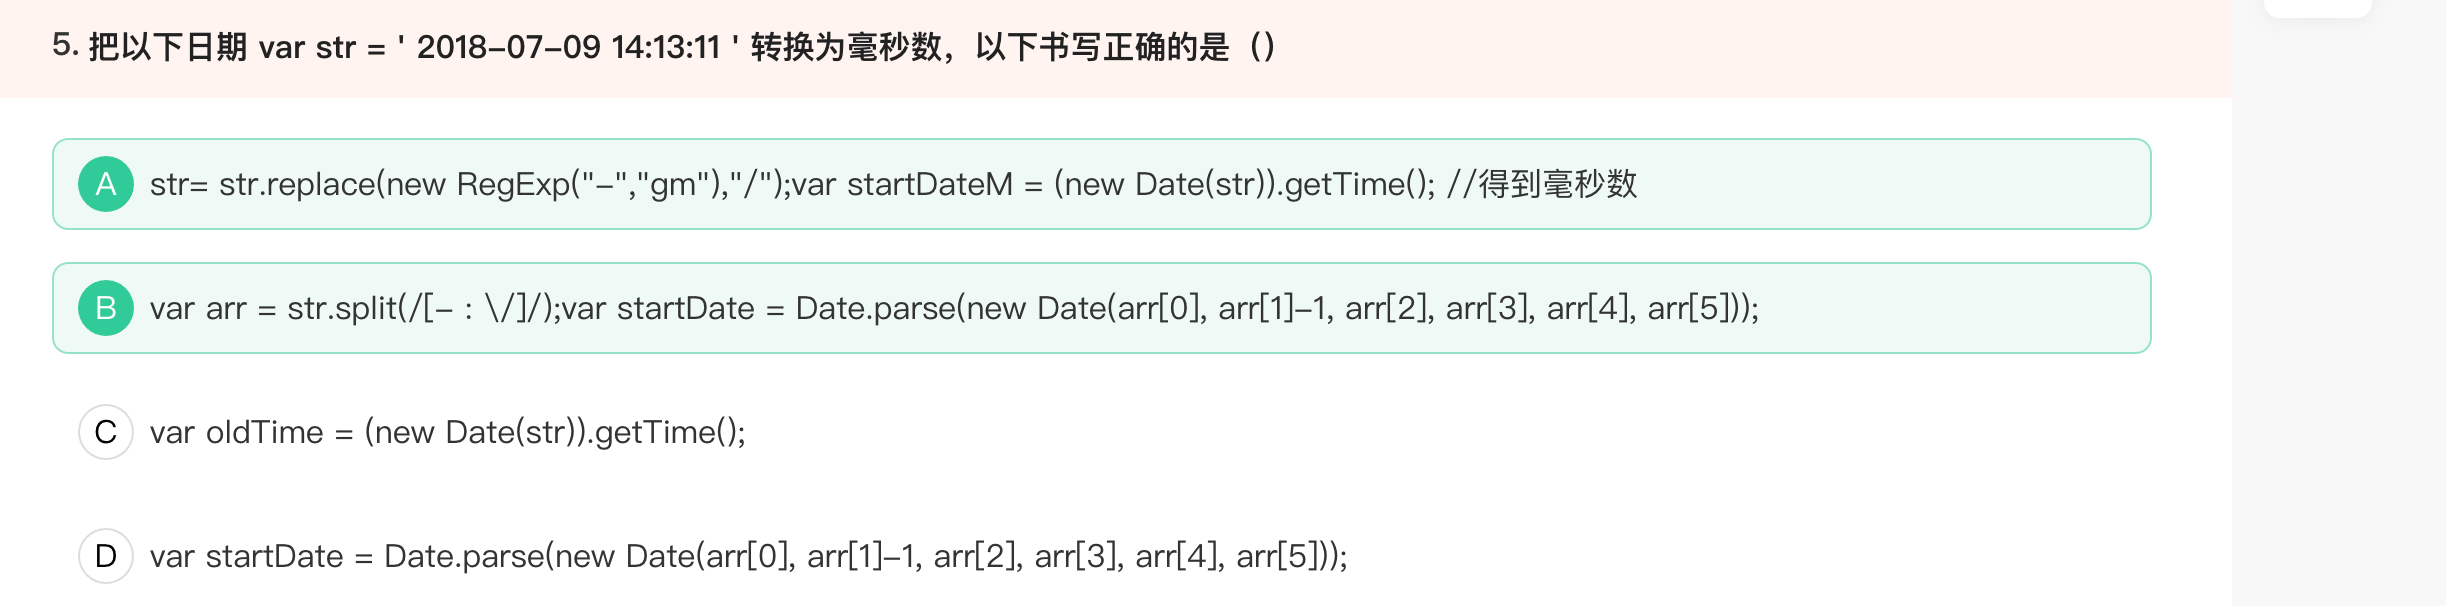 5. 把以下日期 var str = ' 2018-07-09 14:13:11 ' 转换为毫秒数，以下书写正确的是（）
A str= str.replace(new RegExp("-","gm"),"/");var startDateM = (new Date(str)).getTime(); //得到毫秒数
B var arr = str.split(/[- : \/]/);var startDate = Date.parse(new Date(arr[0], arr[1]-1, arr[2], arr[3], arr[4], arr[5]));
C var oldTime = (new Date(str)).getTime();
D var startDate = Date.parse(new Date(arr[0], arr[1]-1, arr[2], arr[3], arr[4], arr[5]));